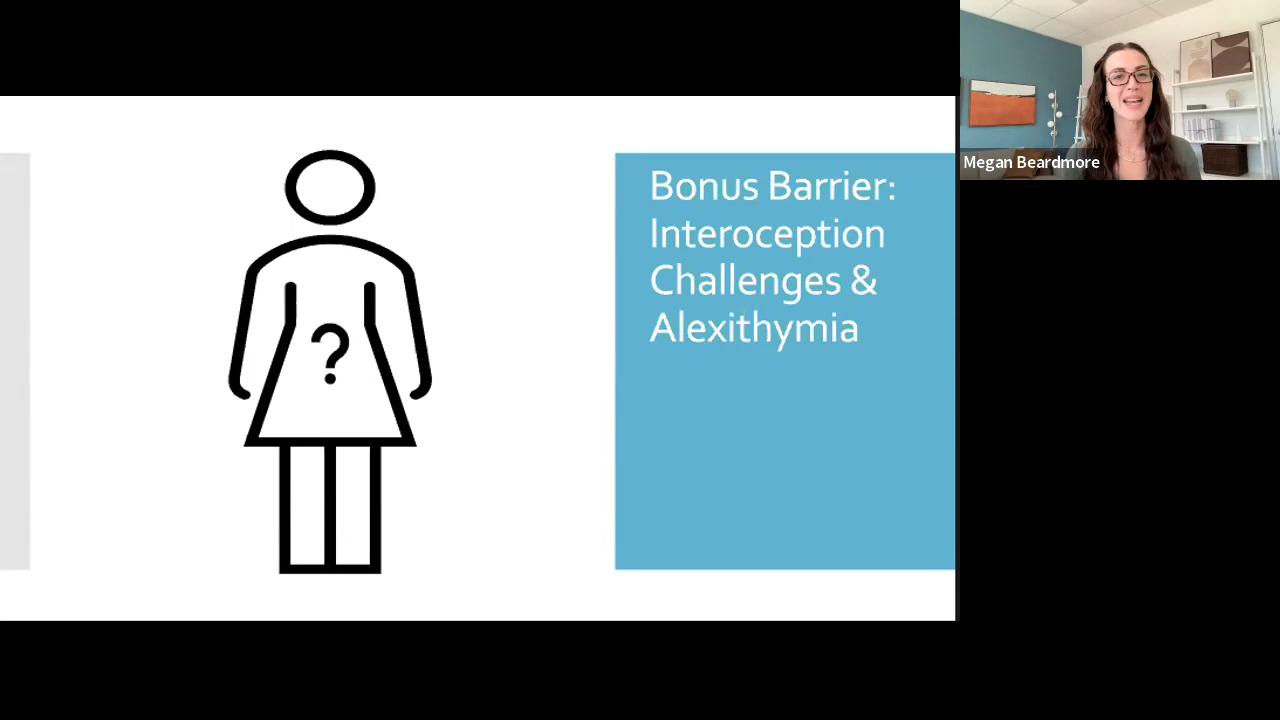 Bonus Barrier:
Interoception
Challenges &
Alexithymia
?
Megan Beardmore